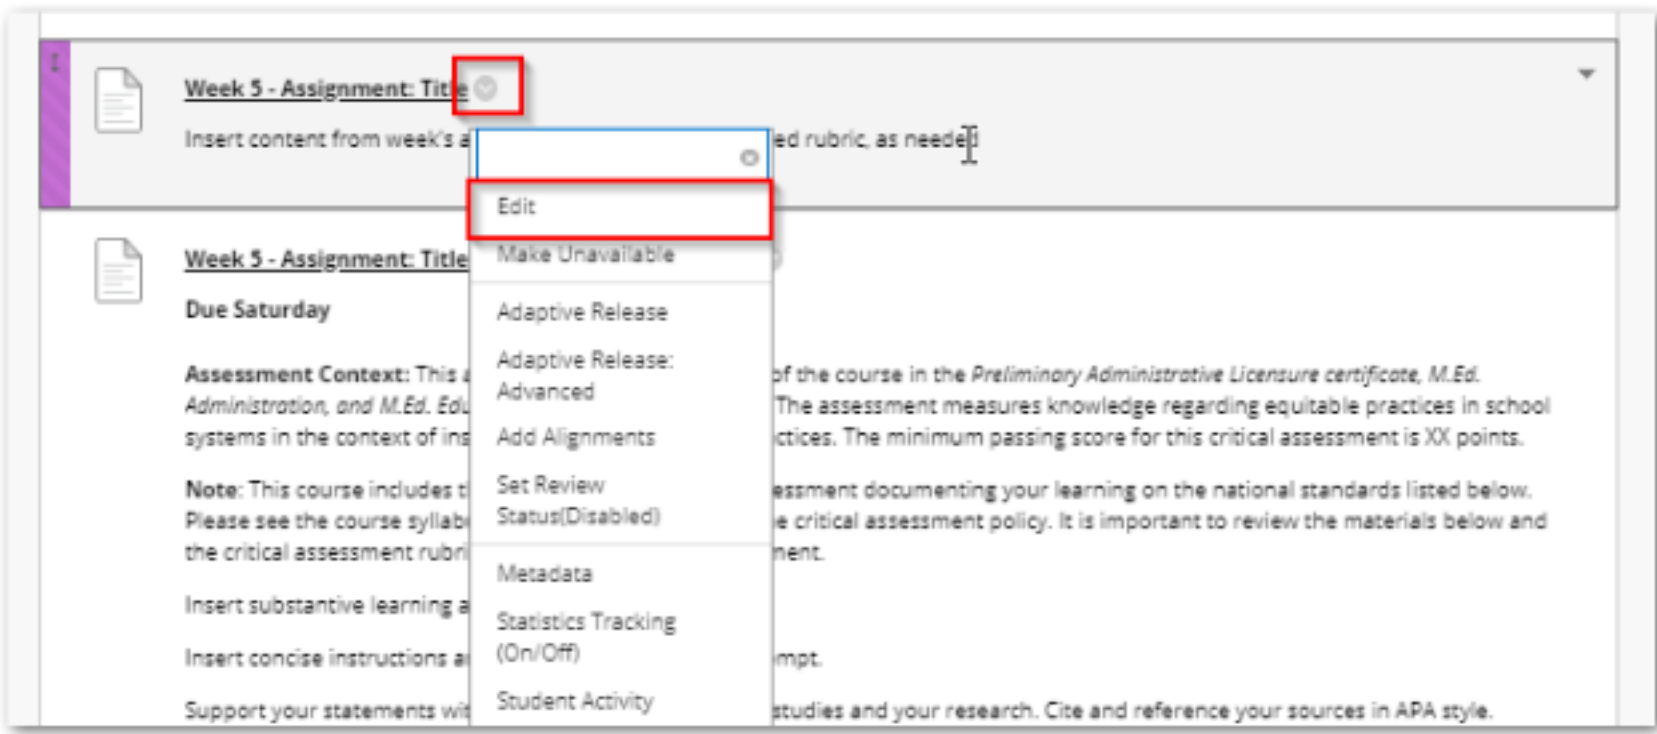 Week 5 - Assignment: Title
Insert content from week's a ed rubric, as needed
Edit
Make Unavailable
Adaptive Release
Adaptive Release:
Advanced
Add Alignments
Set Review
Status(Disabled)
Metadata
Statistics Tracking
(On/Off)
Student Activity
Week 5 - Assignment: Title
Due Saturday
Assessment Context: This a of the course in the Preliminary Administrative Licensure certificate, M.Ed.
Administration, and M.Ed. Edu The assessment measures knowledge regarding equitable practices in school
systems in the context of ins ctices. The minimum passing score for this critical assessment is XX points.
Note: This course includes t essment documenting your learning on the national standards listed below.
Please see the course syllab e critical assessment policy. It is important to review the materials below and
the critical assessment rubri ment.
Insert substantive learning a
Insert concise instructions a mpt.
Support your statements wit studies and your research. Cite and reference your sources in APA style.